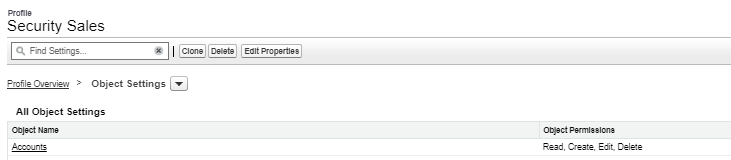 Profile
Security Sales
Find Settings... Clone Delete Edit Properties
Profile Overview > Object Settings
All Object Settings
Object Name Object Permissions
Accounts Read, Create, Edit, Delete